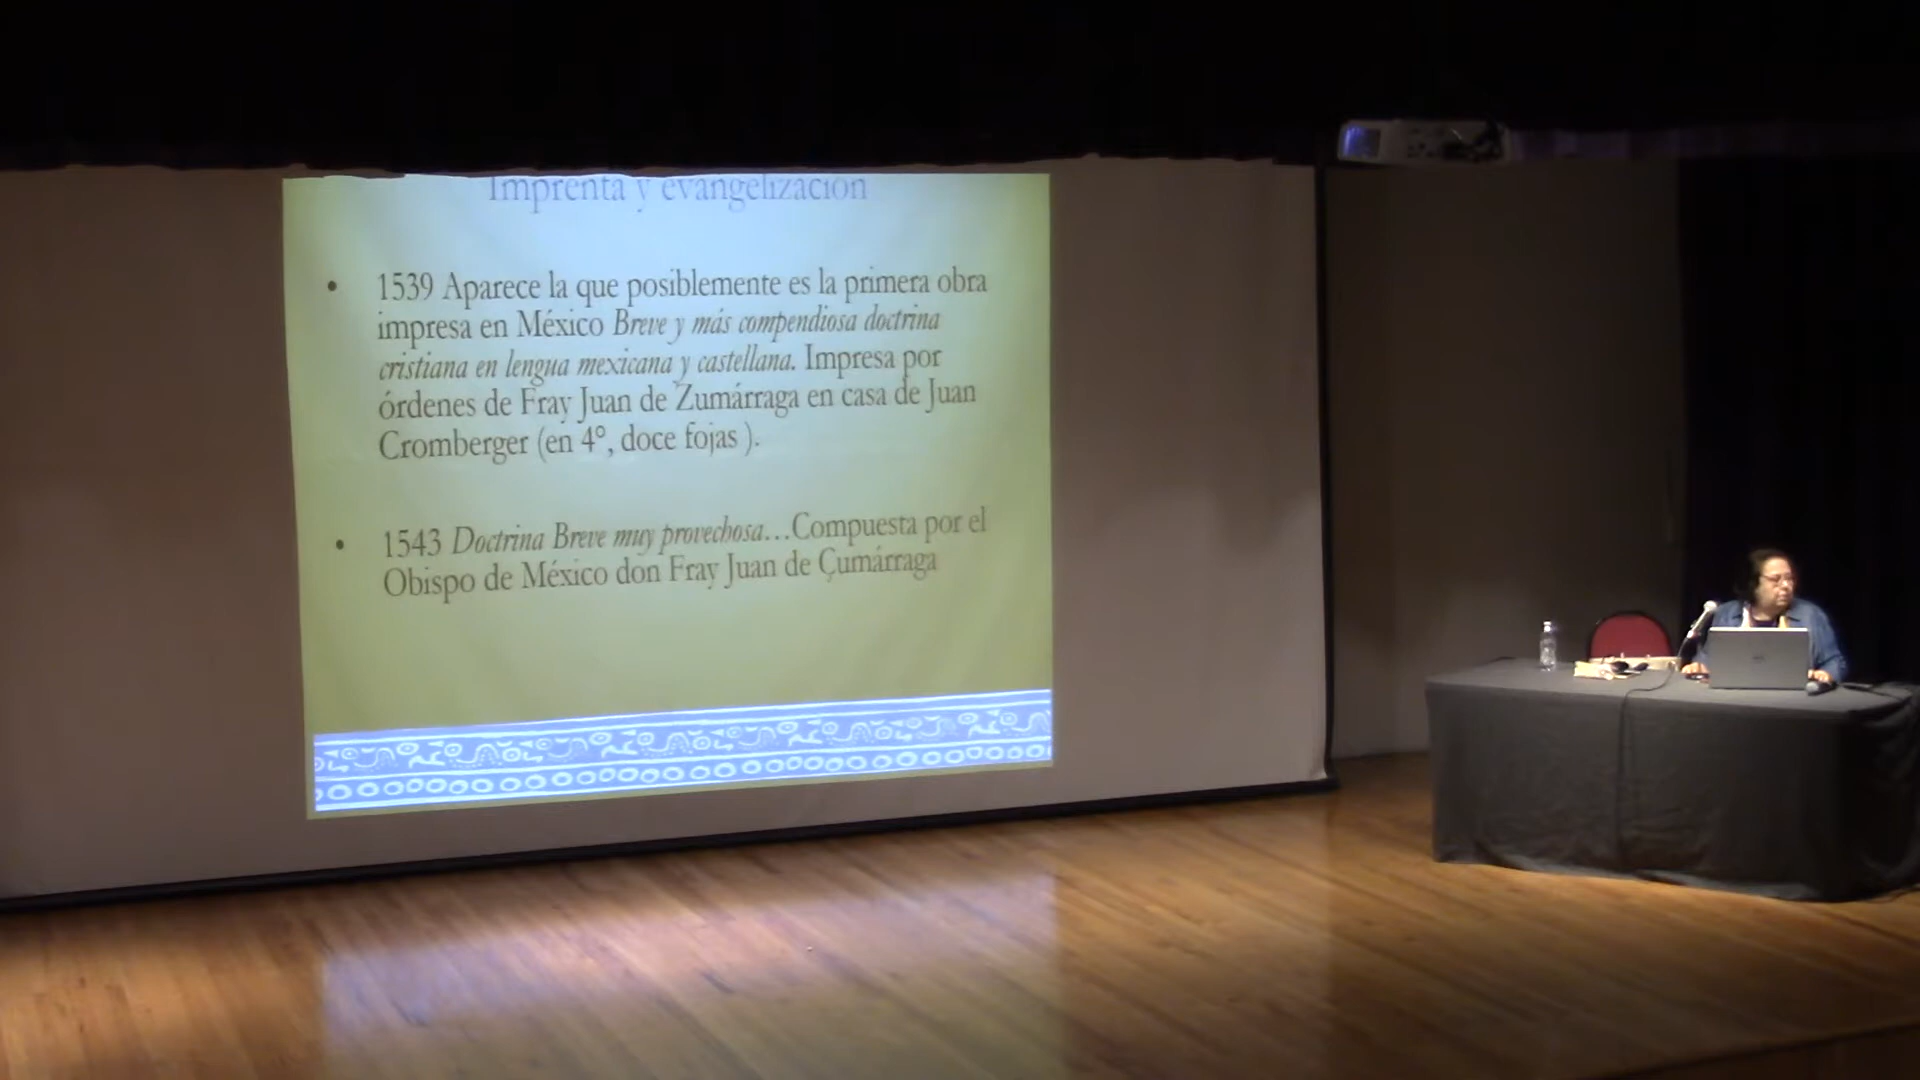 Imprenta y evangelización
• 1539 Aparece la que posiblemente es la primera obra
impresa en México Breve y más compendiosa doctrina
cristiana en lengua mexicana y castellana. Impresa por
órdenes de Fray Juan de Zumárraga en casa de Juan
Cromberger (en 4°, doce fojas ).
• 1543 Doctrina Breve muy provechosa…Compuesta por el
Obispo de México don Fray Juan de Çumárraga